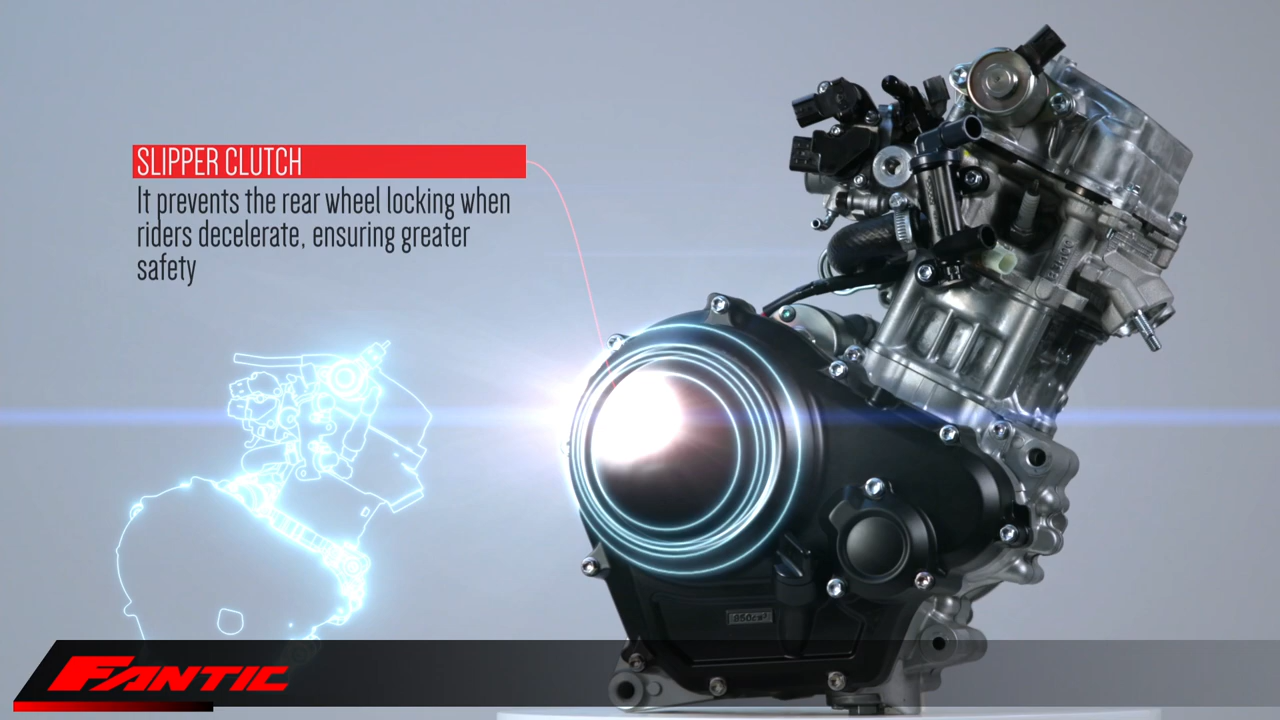 SLIPPER CLUTCH
It prevents the rear wheel locking when
riders decelerate, ensuring greater
safety
FANTIC